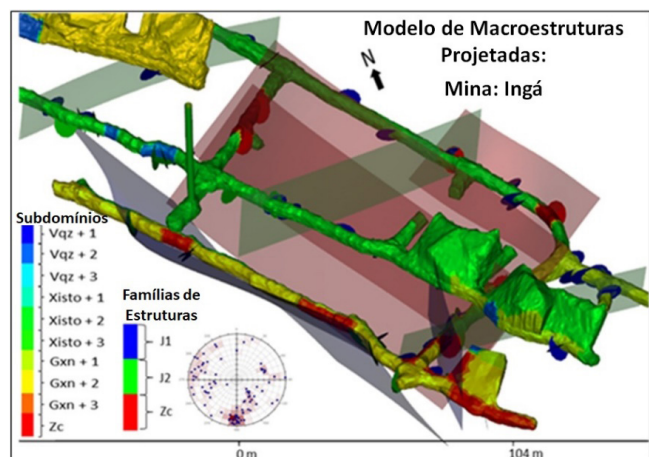 Modelo de Macroestruturas
Projetadas:
Mina: Ingá
N
Subdomínios
Vqz + 1
Vqz + 2
Vqz + 3
Xisto + 1
Xisto + 2
Xisto + 3
Gxn + 1
Gxn + 2
Gxn + 3
Zc
Famílias de
Estruturas
J1
J2
Zc
0 m
104 m